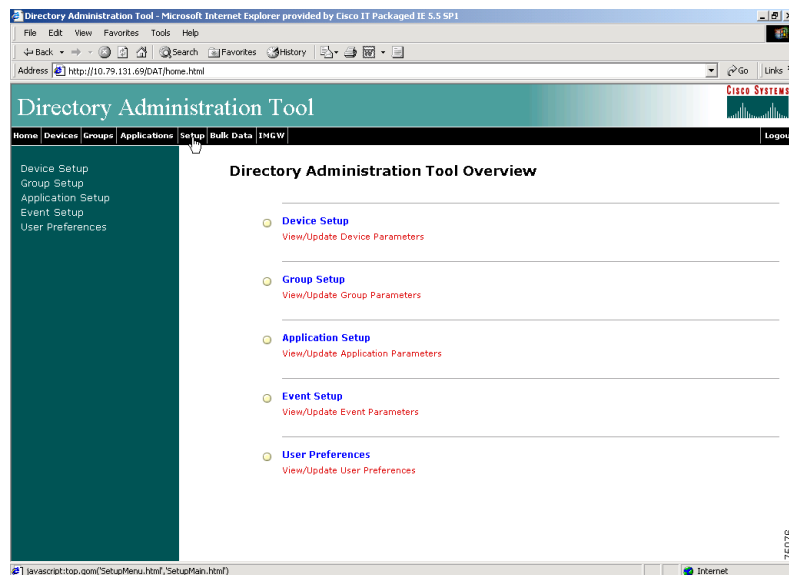 Directory Administration Tool - Microsoft Internet Explorer provided by Cisco IT Packaged IE 5.5 SP1
File Edit View Favorites Tools Help
Back Search Favorites History
Address http://10.79.131.69/DAT/home.html Go Links
Directory Administration Tool
CISCO SYSTEMS
Home Devices Groups Applications Setup Bulk Data IMGW Logou
Device Setup
Group Setup
Application Setup
Event Setup
User Preferences
Directory Administration Tool Overview
Device Setup
View/Update Device Parameters
Group Setup
View/Update Group Parameters
Application Setup
View/Update Application Parameters
Event Setup
View/Update Event Parameters
User Preferences
View/Update User Preferences
javascript:top.gom('SetupMenu.html','SetupMain.html') Internet